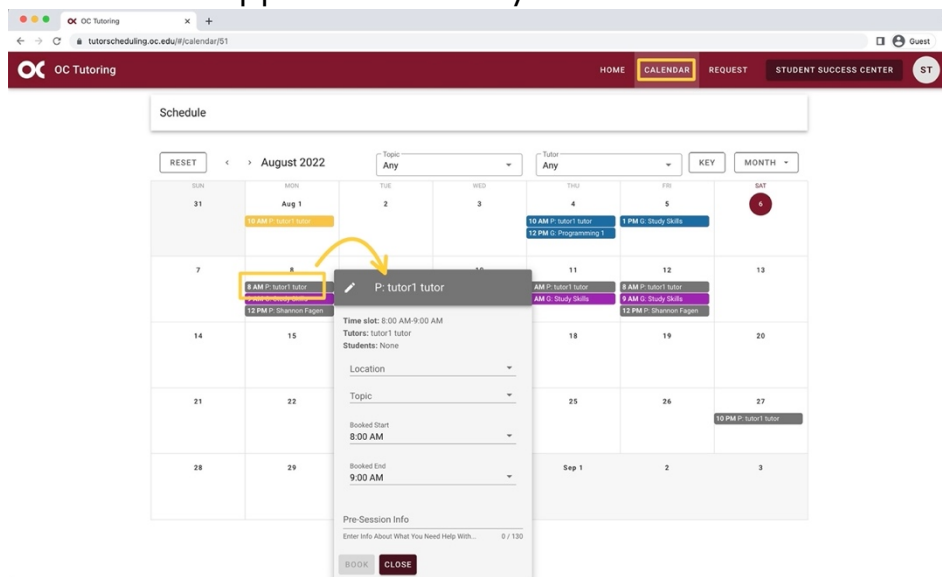 OC Tutoring
tutorscheduling.oc.edu/#/calendar/51
Guest
OC Tutoring
HOME CALENDAR REQUEST STUDENT SUCCESS CENTER ST
Schedule
RESET < > August 2022 Topic Any Tutor Any KEY MONTH
SUN MON TUE WED THU FRI SAT
31 Aug 1 2 3 4 5 6
10 AM P: tutor1 tutor 10 AM P: tutor1 tutor 1 PM G: Study Skills
12 PM G: Programming 1
7 8 10 11 12 13
8 AM P: tutor1 tutor P: tutor1 tutor AM P: tutor1 tutor 8 AM P: tutor1 tutor
9 AM G: Study Skills AM G: Study Skills 9 AM G: Study Skills
12 PM P: Shannon Fagen 12 PM P: Shannon Fagen
Time slot: 8:00 AM-9:00 AM
Tutors: tutor1 tutor
Students: None
14 15 18 19 20
Location
Topic
21 22 25 26 27
10 PM P: tutor1 tutor
Booked Start
8:00 AM
Booked End
9:00 AM
28 29 Sep 1 2 3
Pre-Session Info
Enter Info About What You Need Help With... 0 / 130
BOOK CLOSE